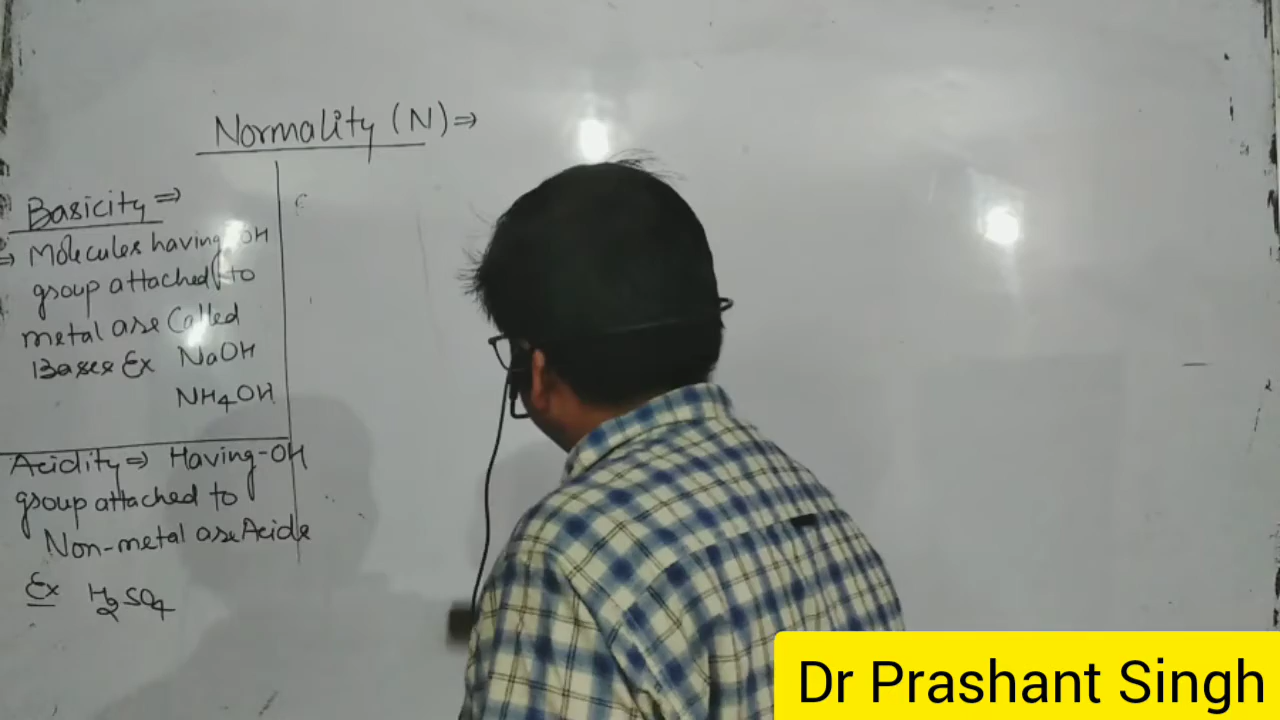 Normality (N) ⇒
Basicity ⇒
⇒ Molecules having -OH
group attached to
metal are Called
Bases Ex NaOH
NH4OH
Acidity ⇒ Having -OH
group attached to
Non-metal are Acids
Ex H2SO4
Dr Prashant Singh